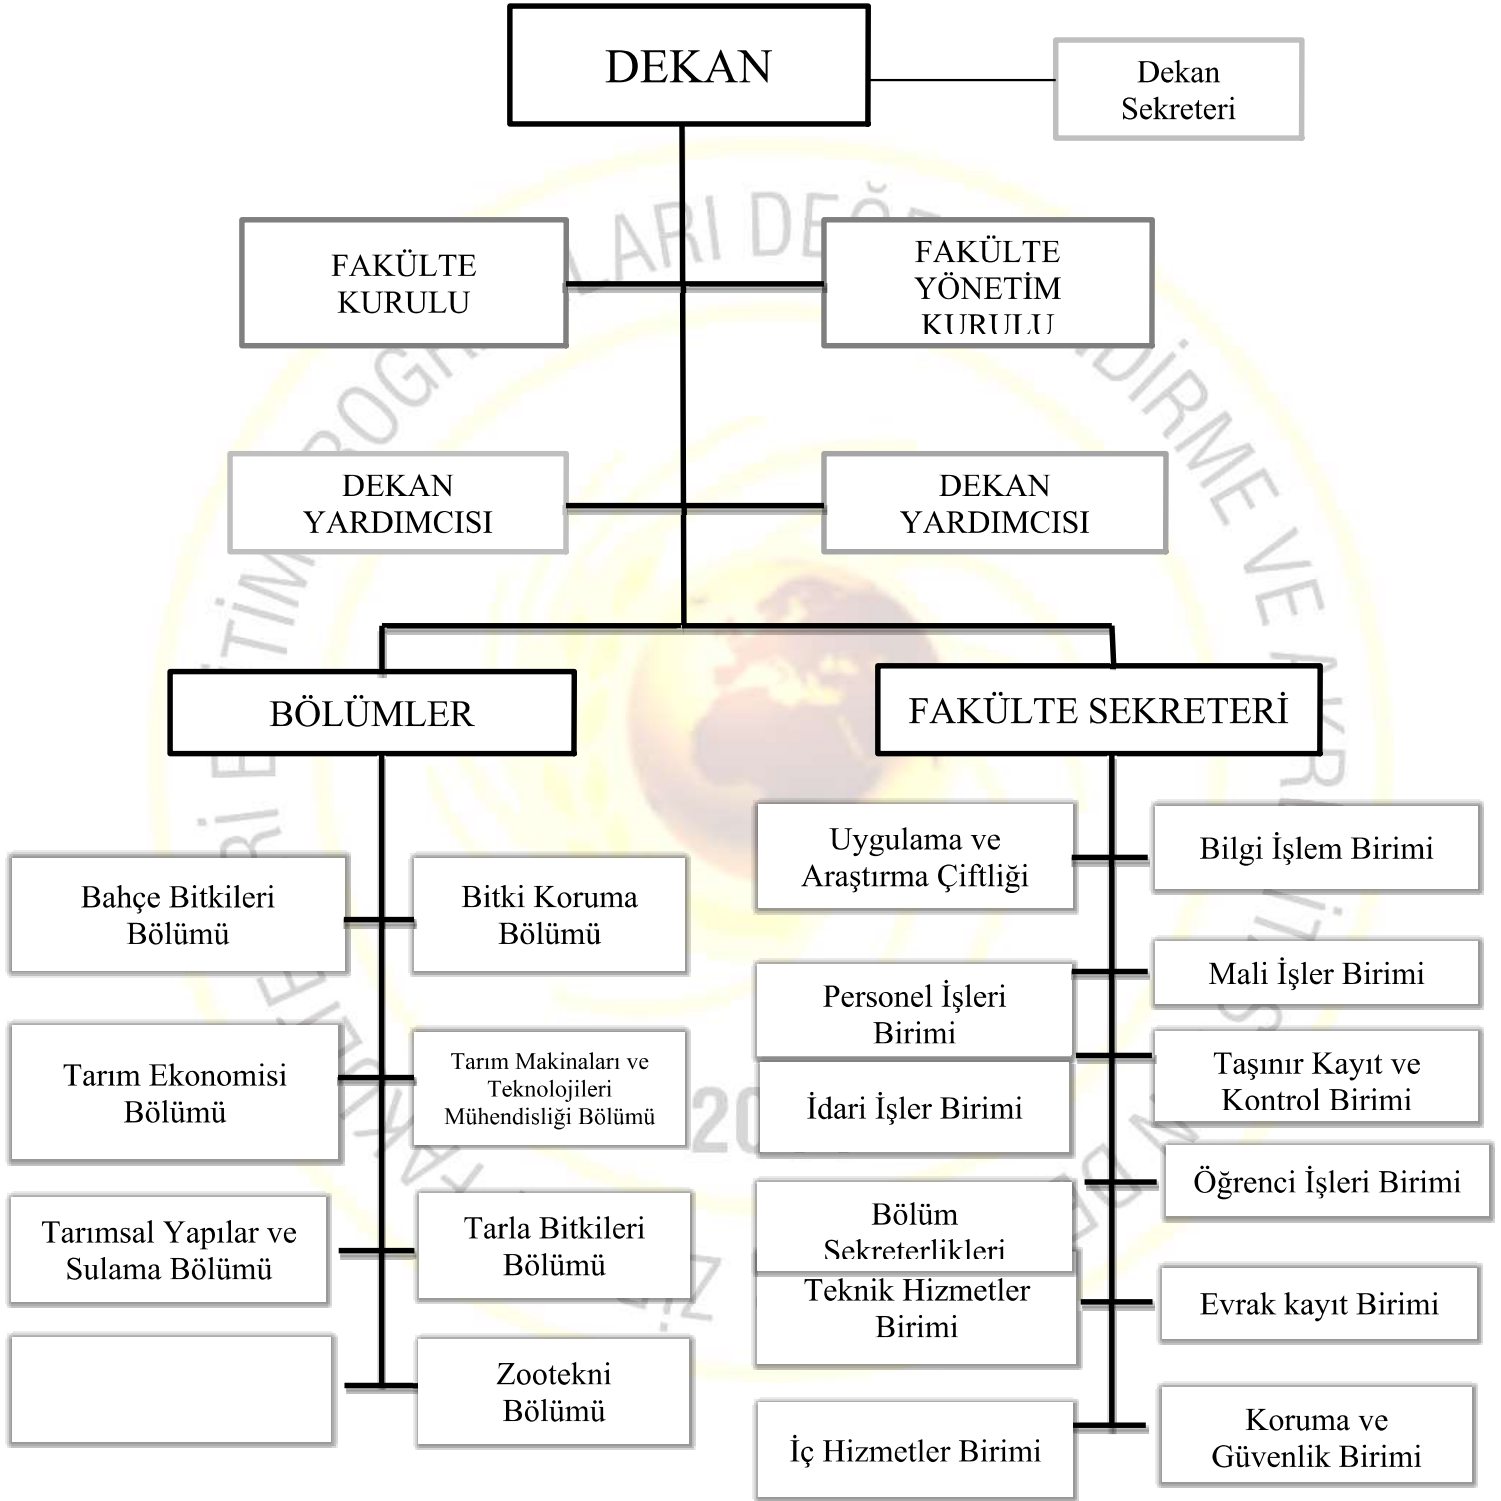 DEKAN
Dekan
Sekreteri
FAKÜLTE
KURULU
FAKÜLTE
YÖNETİM
KURULU
DEKAN
YARDIMCISI
DEKAN
YARDIMCISI
BÖLÜMLER
FAKÜLTE SEKRETERİ
Bahçe Bitkileri
Bölümü
Bitki Koruma
Bölümü
Tarım Ekonomisi
Bölümü
Tarım Makinaları ve
Teknolojileri
Mühendisliği Bölümü
Tarımsal Yapılar ve
Sulama Bölümü
Tarla Bitkileri
Bölümü
Zootekni
Bölümü
Uygulama ve
Araştırma Çiftliği
Bilgi İşlem Birimi
Personel İşleri
Birimi
Mali İşler Birimi
İdari İşler Birimi
Taşınır Kayıt ve
Kontrol Birimi
Öğrenci İşleri Birimi
Bölüm
Sekreterlikleri
Teknik Hizmetler
Birimi
Evrak kayıt Birimi
İç Hizmetler Birimi
Koruma ve
Güvenlik Birimi